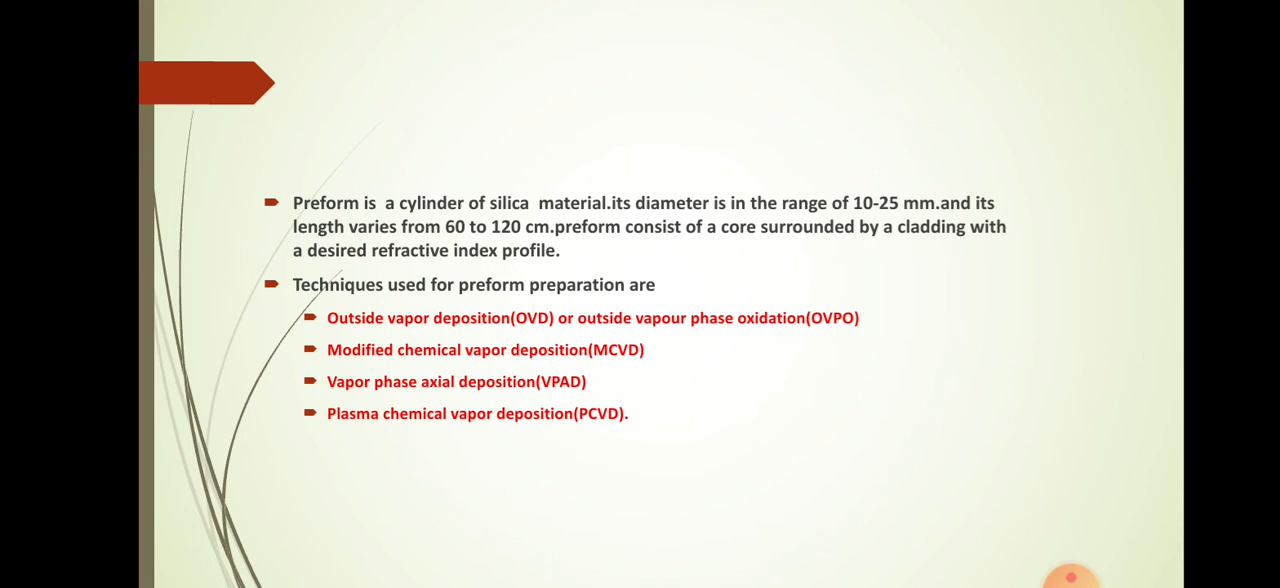 Preform is a cylinder of silica material.its diameter is in the range of 10-25 mm.and its
length varies from 60 to 120 cm.preform consist of a core surrounded by a cladding with
a desired refractive index profile.
Techniques used for preform preparation are
Outside vapor deposition(OVD) or outside vapour phase oxidation(OVPO)
Modified chemical vapor deposition(MCVD)
Vapor phase axial deposition(VPAD)
Plasma chemical vapor deposition(PCVD).